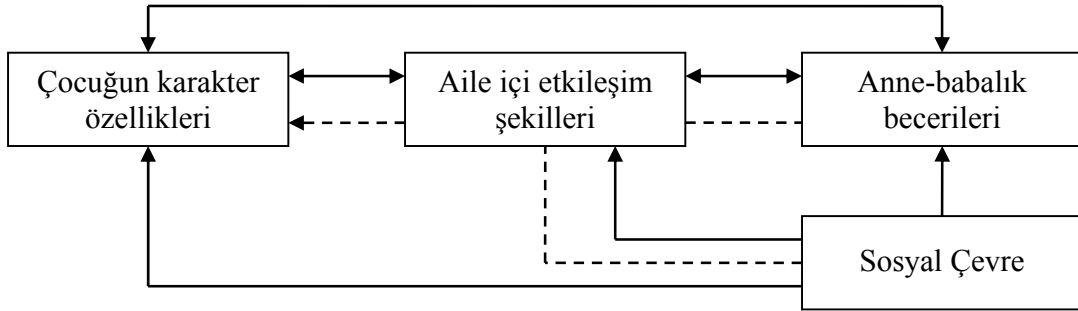 Çocuğun karakter
özellikleri
Aile içi etkileşim
şekilleri
Anne-babalık
becerileri
Sosyal Çevre